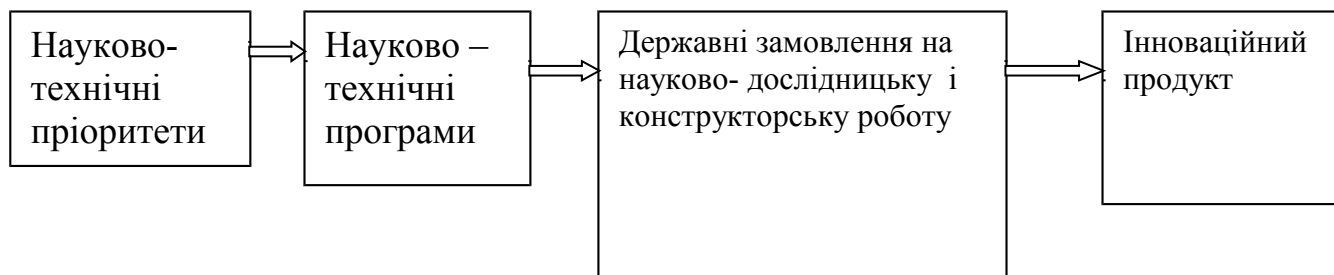 Науково-
технічні
пріоритети
Науково –
технічні
програми
Державні замовлення на
науково- дослідницьку і
конструкторську роботу
Інноваційний
продукт